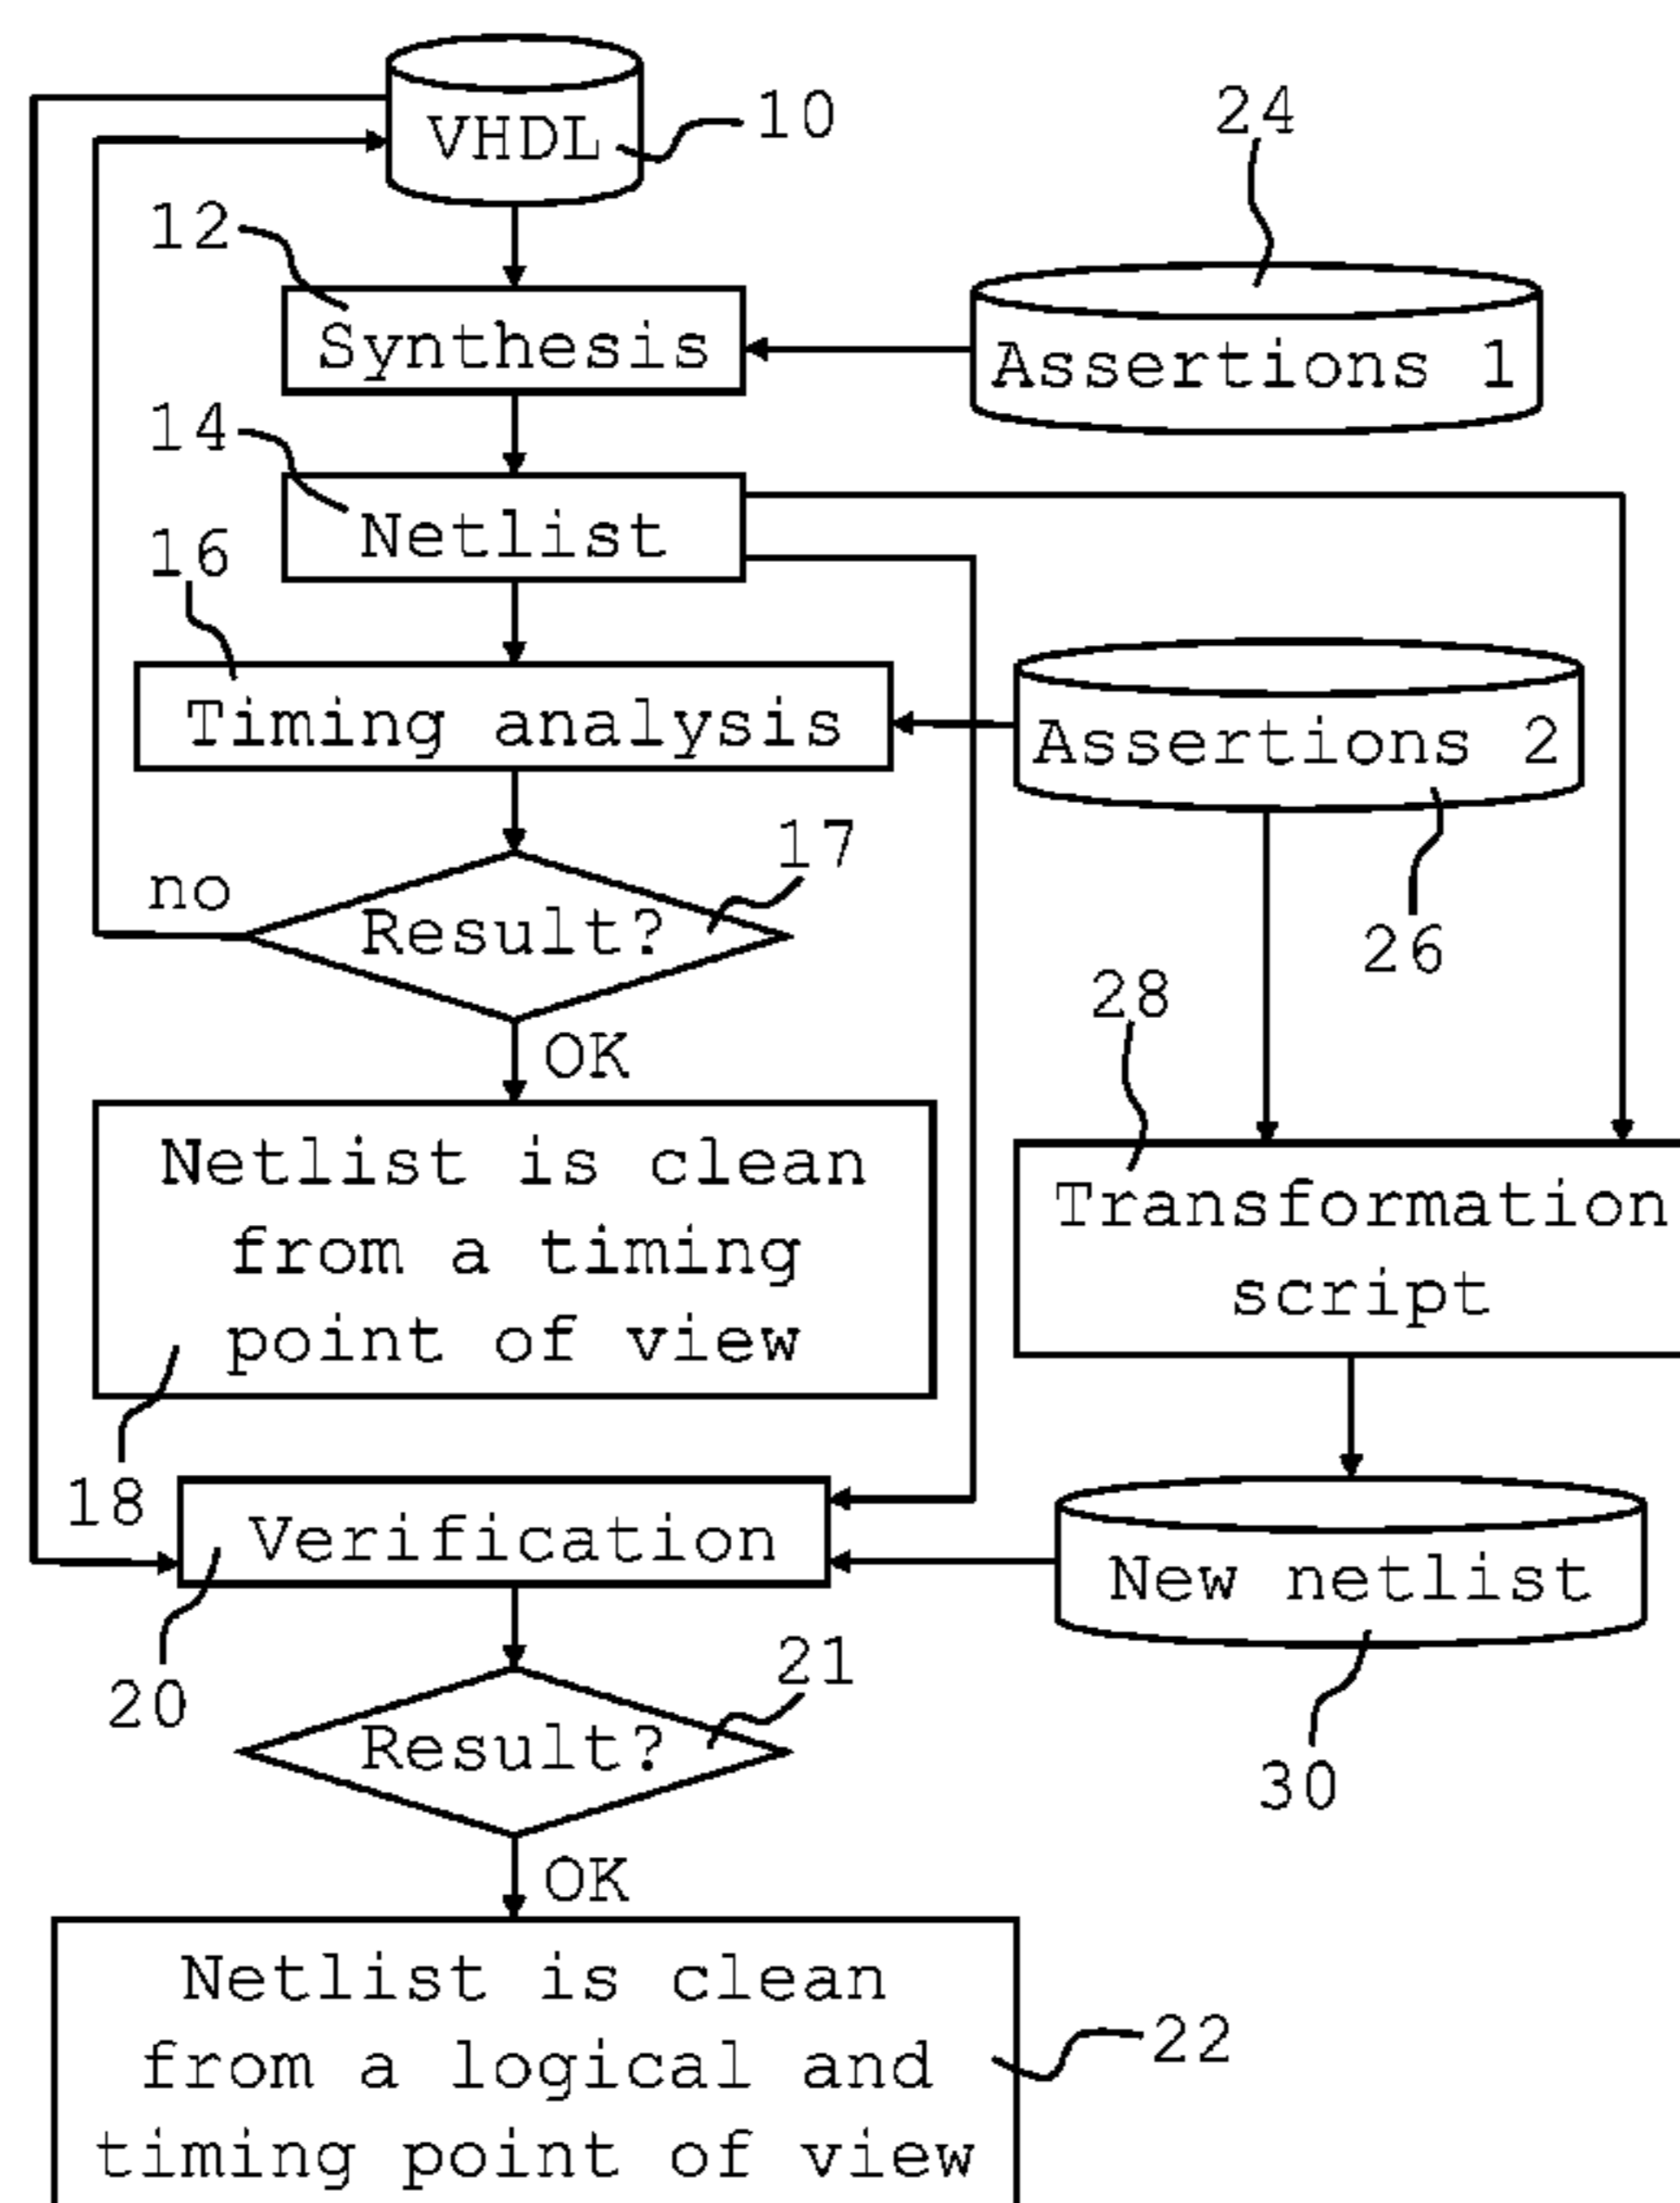 VHDL
10
24
12
Synthesis
Assertions 1
14
Netlist
16
Timing analysis
Assertions 2
17
no
Result?
26
28
OK
Netlist is clean
from a timing
point of view
Transformation
script
18
Verification
New netlist
20
21
Result?
30
OK
Netlist is clean
from a logical and
timing point of view
22